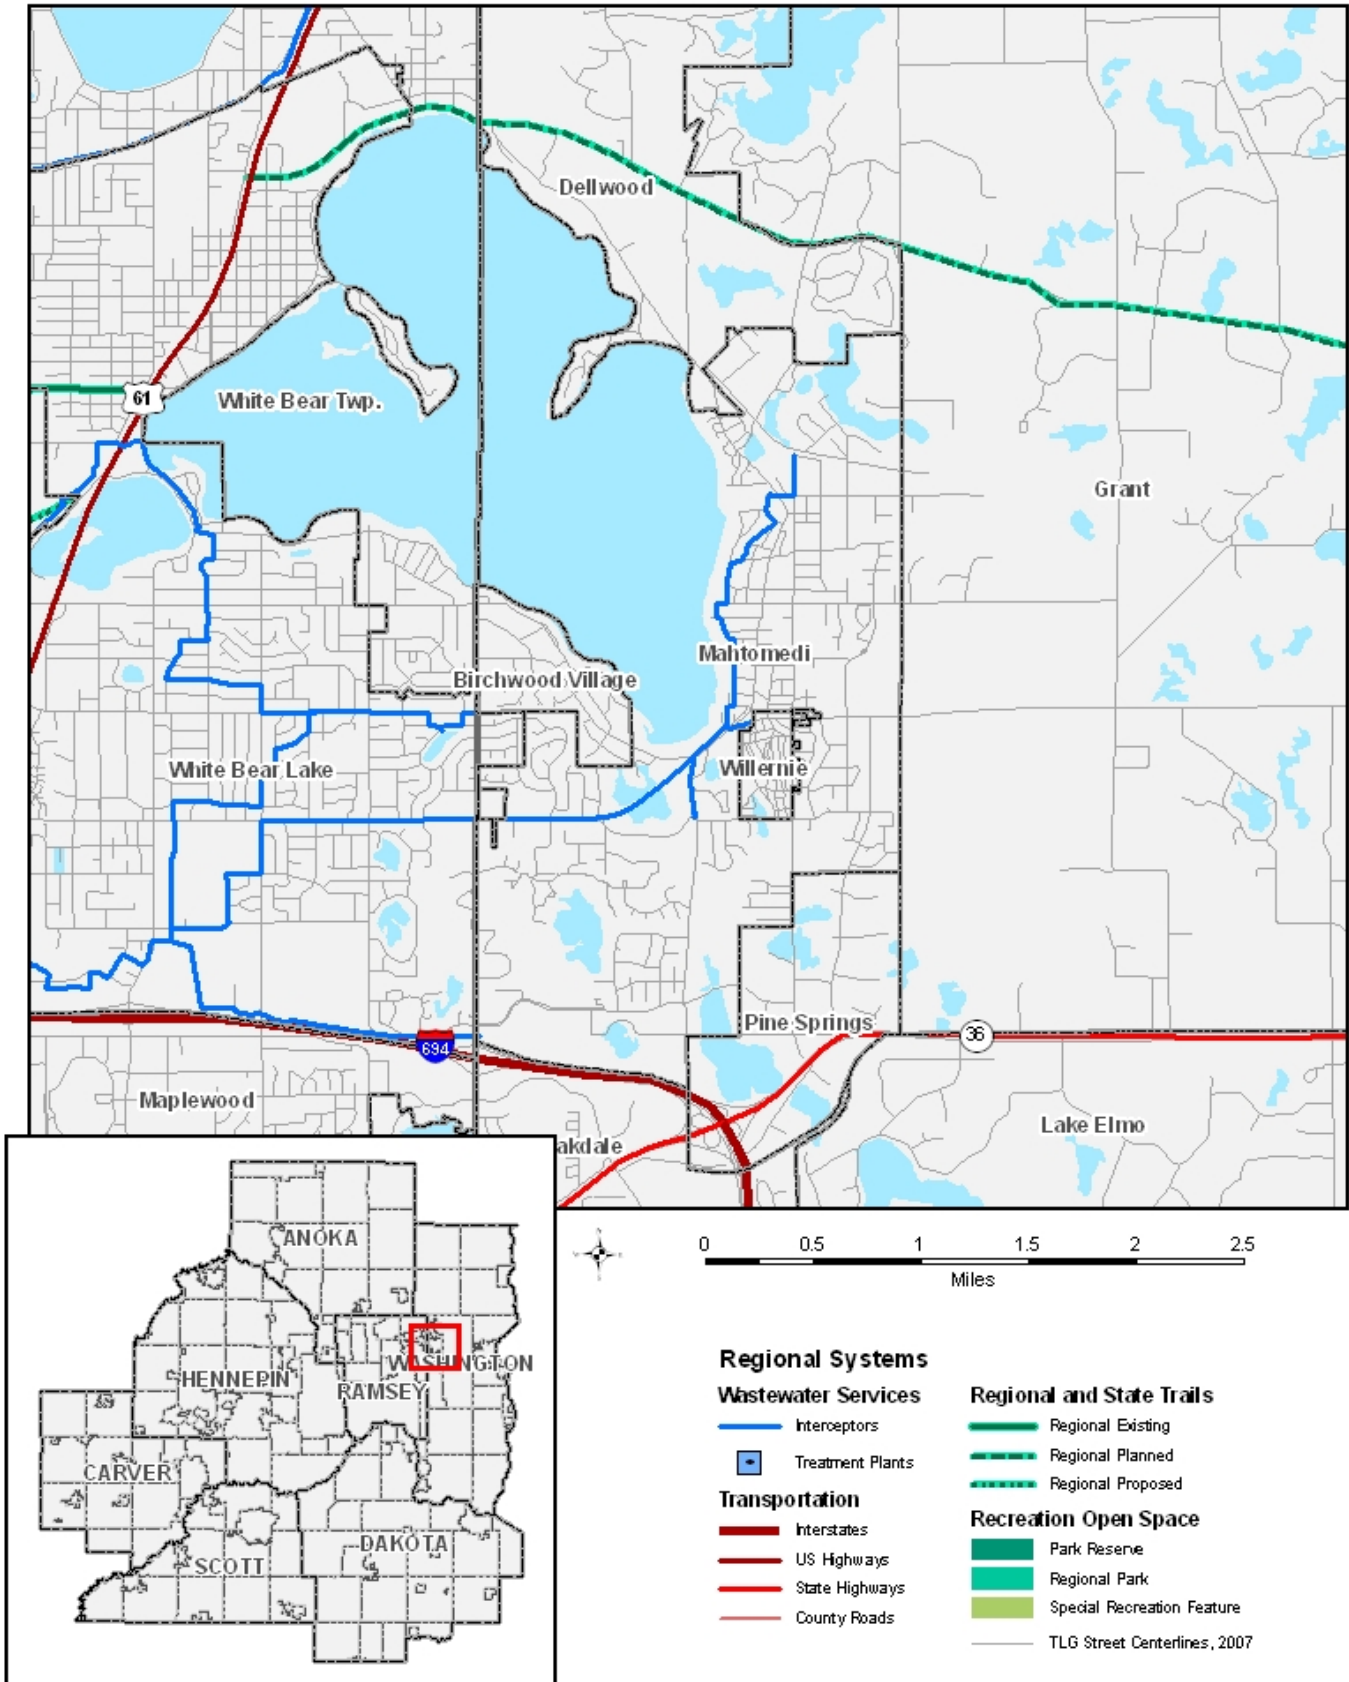 Dellwood
White Bear Twp.
61
Grant
Mahtomedi
Birchwood Village
White Bear Lake
Willernie
Pine Springs
36
694
Maplewood
Lake Elmo
akdale
ANOKA
WASHINGTON
HENNEPIN
RAMSEY
CARVER
DAKOTA
SCOTT
0 0.5 1 1.5 2 2.5
Miles
Regional Systems
Wastewater Services
Interceptors
Treatment Plants
Transportation
Interstates
US Highways
State Highways
County Roads
Regional and State Trails
Regional Existing
Regional Planned
Regional Proposed
Recreation Open Space
Park Reserve
Regional Park
Special Recreation Feature
TLG Street Centerlines, 2007